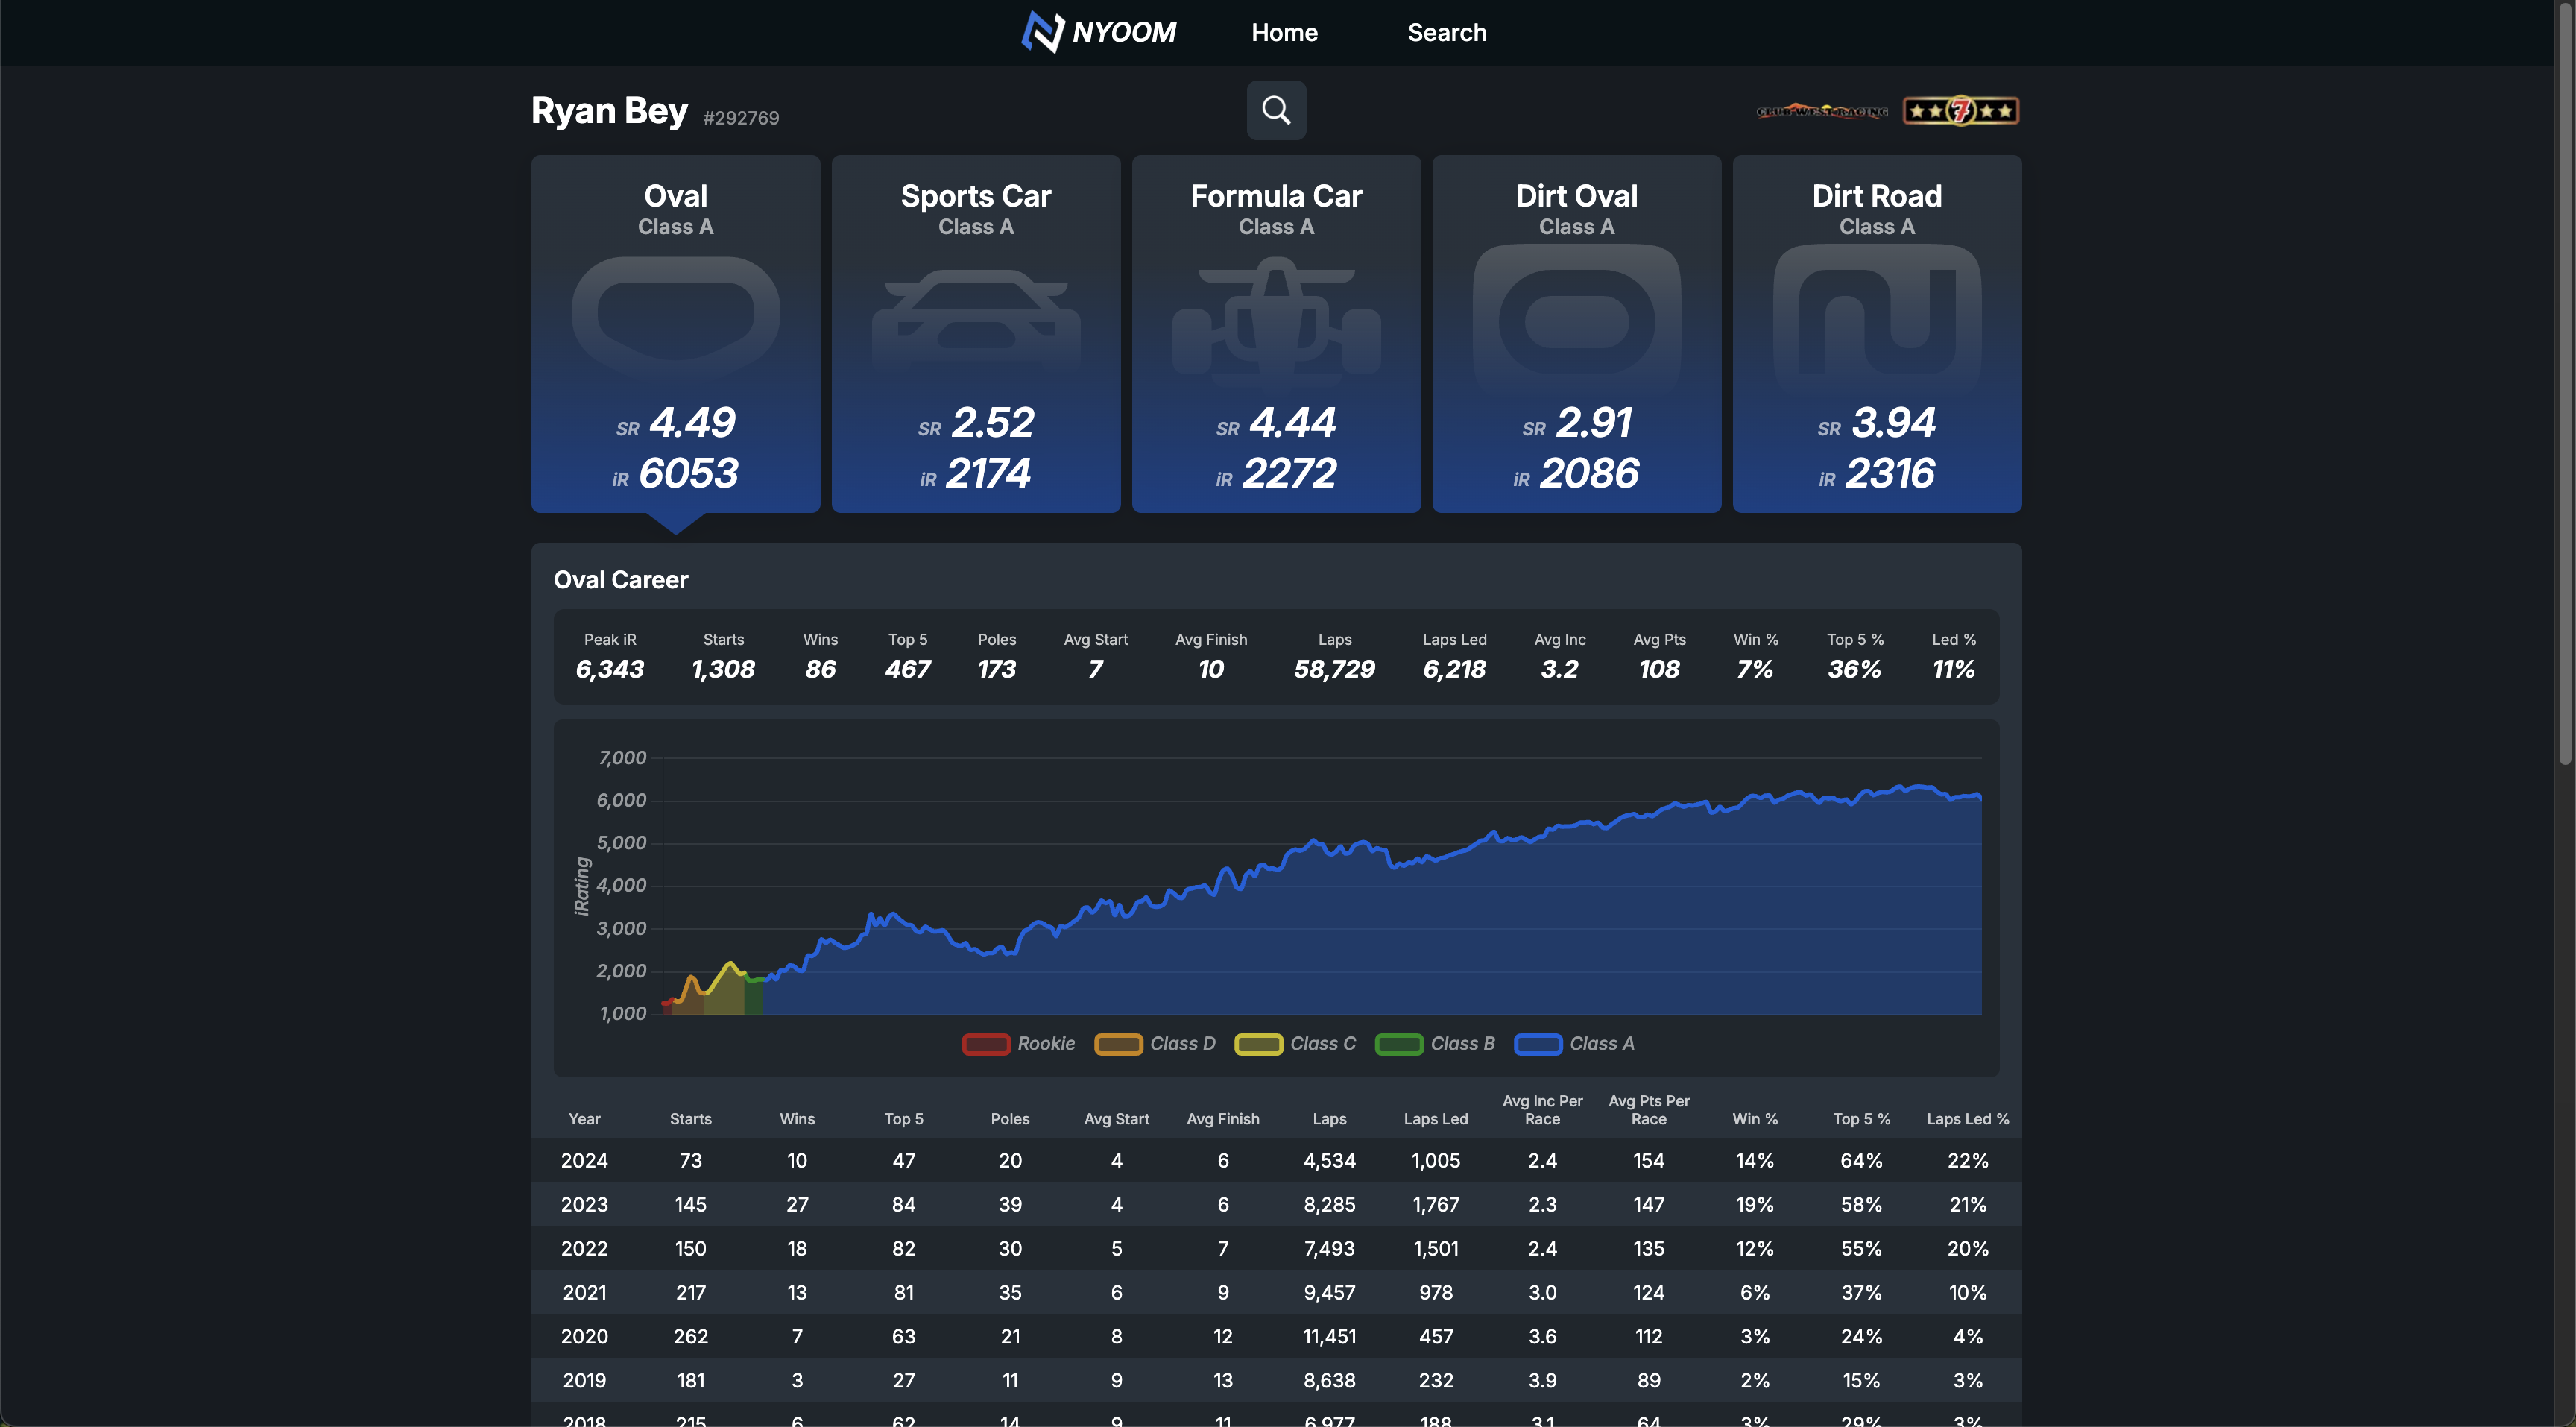 NYOOM Home Search
Ryan Bey #292769
CLUB WEST RACING 7
Oval Sports Car Formula Car Dirt Oval Dirt Road
Class A Class A Class A Class A Class A
SR 4.49 SR 2.52 SR 4.44 SR 2.91 SR 3.94
iR 6053 iR 2174 iR 2272 iR 2086 iR 2316
Oval Career
Peak iR Starts Wins Top 5 Poles Avg Start Avg Finish Laps Laps Led Avg Inc Avg Pts Win % Top 5 % Led %
6,343 1,308 86 467 173 7 10 58,729 6,218 3.2 108 7% 36% 11%
7,000
6,000
5,000
4,000
3,000
2,000
1,000
iRating
Rookie Class D Class C Class B Class A
Year Starts Wins Top 5 Poles Avg Start Avg Finish Laps Laps Led Avg Inc Per Race Avg Pts Per Race Win % Top 5 % Laps Led %
2024 73 10 47 20 4 6 4,534 1,005 2.4 154 14% 64% 22%
2023 145 27 84 39 4 6 8,285 1,767 2.3 147 19% 58% 21%
2022 150 18 82 30 5 7 7,493 1,501 2.4 135 12% 55% 20%
2021 217 13 81 35 6 9 9,457 978 3.0 124 6% 37% 10%
2020 262 7 63 21 8 12 11,451 457 3.6 112 3% 24% 4%
2019 181 3 27 11 9 13 8,638 232 3.9 89 2% 15% 3%
2018 215 6 62 14 9 11 6,977 188 3.1 64 3% 29% 3%